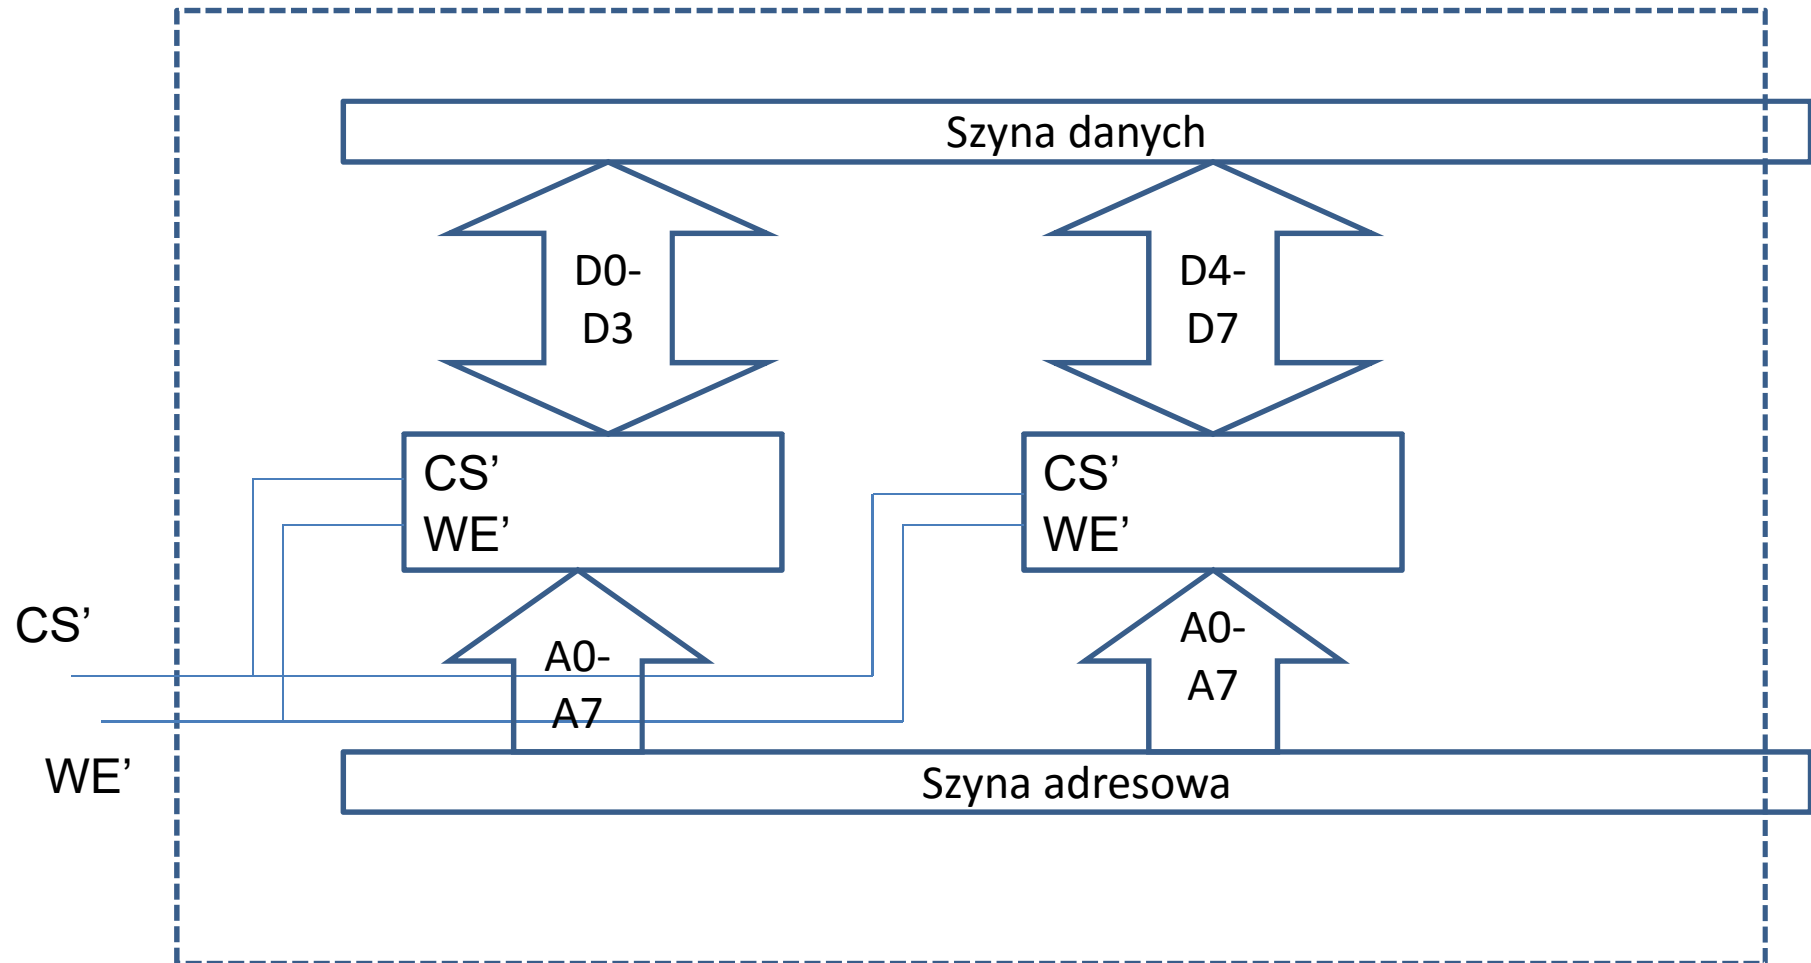 Szyna danych
D0-
D3
D4-
D7
CS’
WE’
CS’
WE’
CS’
WE’
A0-
A7
A0-
A7
Szyna adresowa